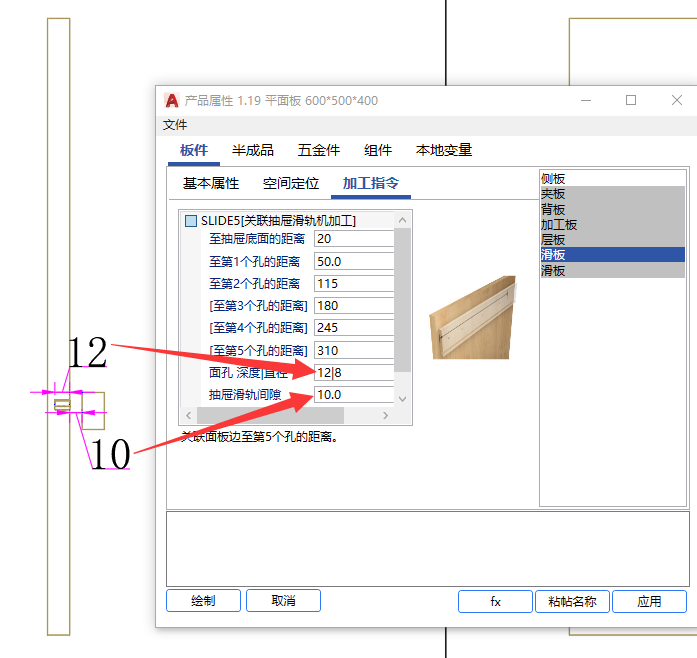 产品属性 1.19 平面板 600*500*400
文件
板件 半成品 五金件 组件 本地变量
基本属性 空间定位 加工指令
SLIDE5[关联抽屉滑轨机加工]
至抽屉底面的距离 20
至第1个孔的距离 50.0
至第2个孔的距离 115
[至第3个孔的距离] 180
[至第4个孔的距离] 245
[至第5个孔的距离] 310
面孔 深度|直径 12|8
抽屉滑轨间隙 10.0
关联面板边至第5个孔的距离。
侧板
夹板
背板
加工板
层板
滑板
滑板
12
10
绘制 取消 fx 粘帖名称 应用